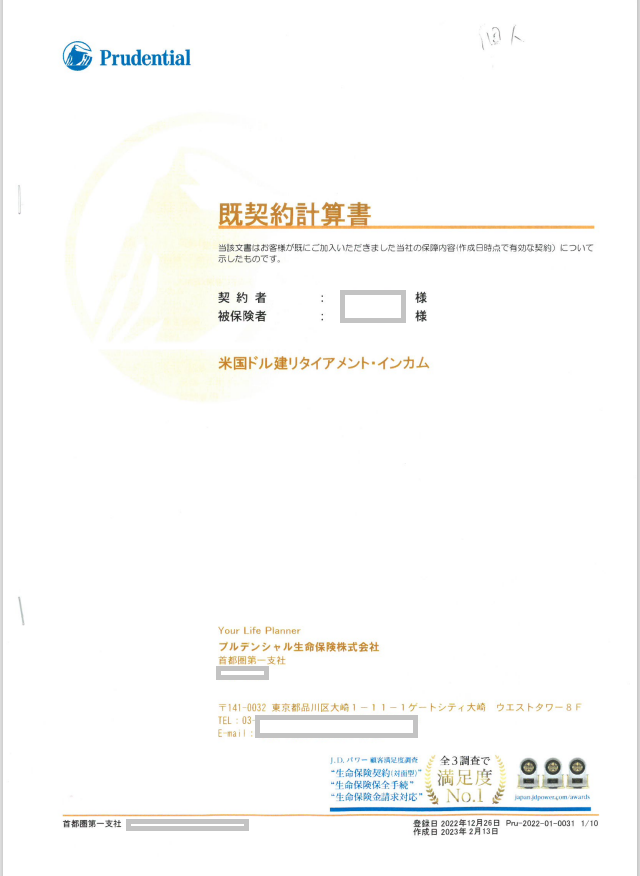 個人
Prudential
既契約計算書
当該文書はお客様が既にご加入いただきました当社の保障内容(作成日時点で有効な契約)について
示したものです。
契 約 者 : 様
被保険者 : 様
米国ドル建リタイアメント・インカム
Your Life Planner
プルデンシャル生命保険株式会社
首都圏第一支社
〒141-0032 東京都品川区大崎1-11-1ゲートシティ大崎 ウエストタワー8F
TEL:03-
E-mail:
J.D. パワー 顧客満足度調査
"生命保険契約(対面型)"
"生命保険保全手続"
"生命保険金請求対応"
全3調査で
満足度
No.1
japan.jdpower.com/awards
首都圏第一支社
登録日 2022年12月26日 Pru-2022-01-0031 1/10
作成日 2023年 2月13日